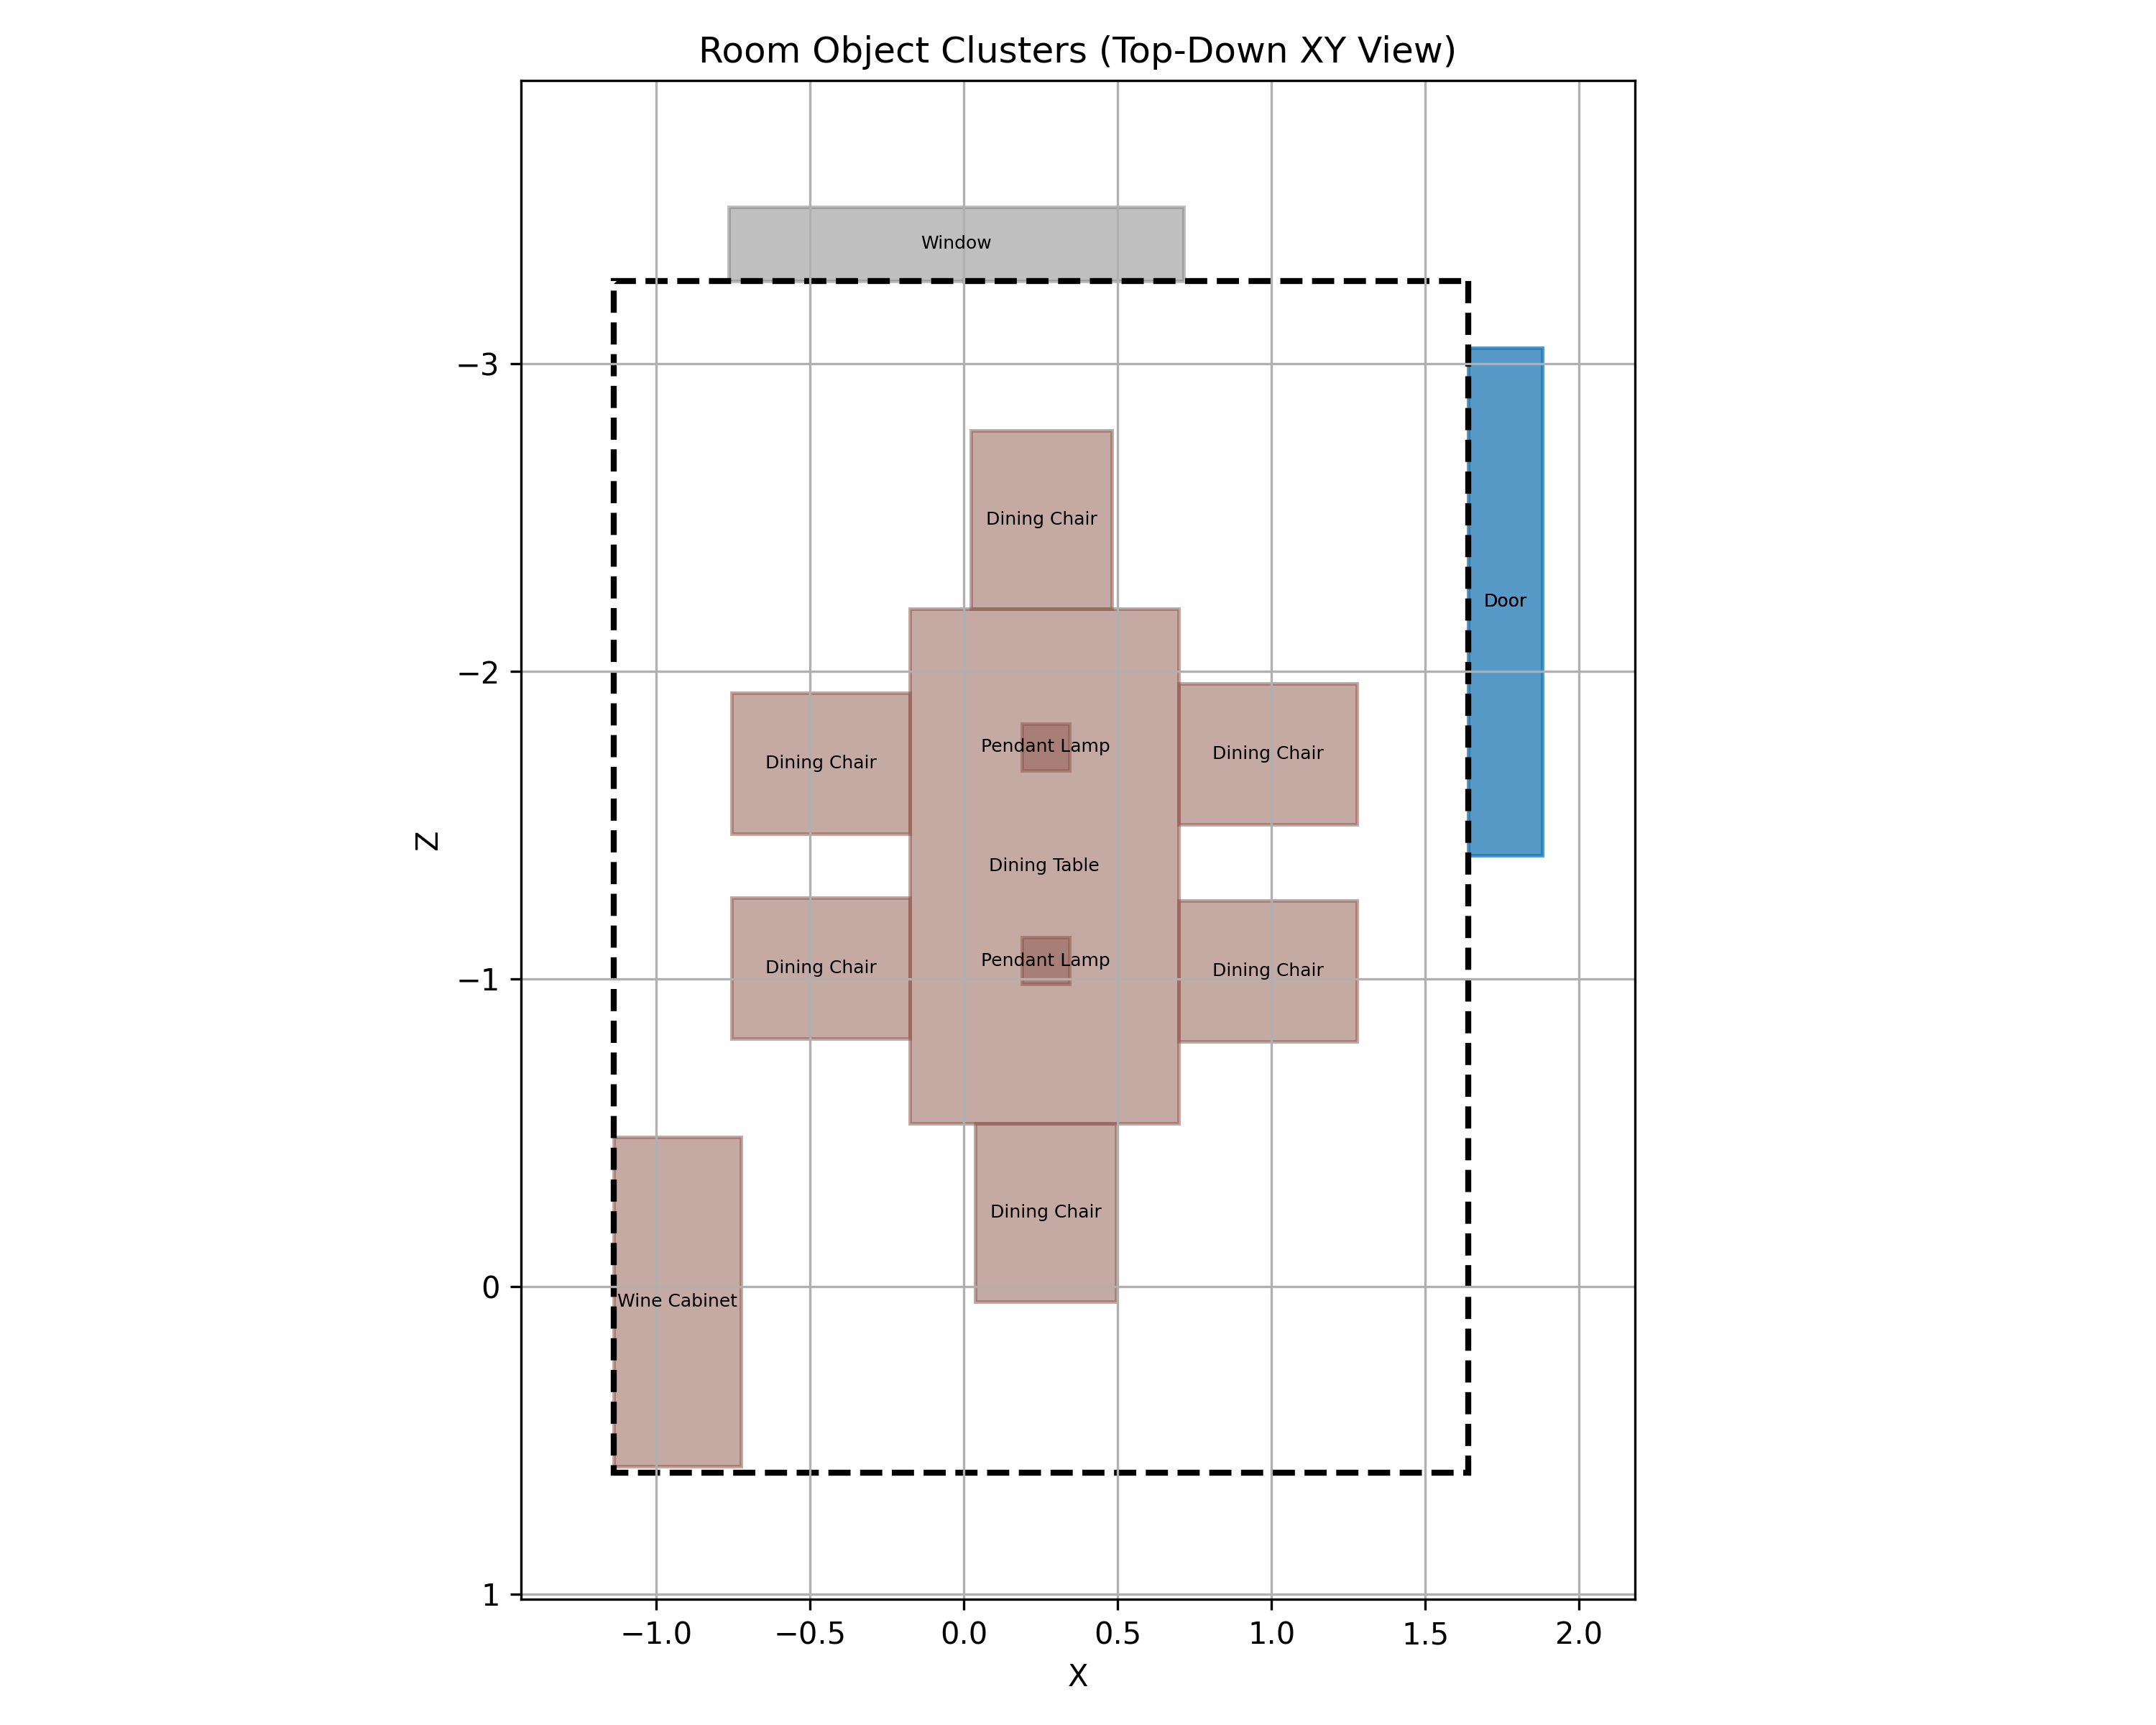 Room Object Clusters (Top-Down XY View)
Window
−3
Dining Chair
Door
−2
Pendant Lamp
Dining Chair
Dining Chair
Z
Dining Table
Pendant Lamp
Dining Chair
Dining Chair
−1
Dining Chair
0
Wine Cabinet
1
−1.0 −0.5 0.0 0.5 1.0 1.5 2.0
X